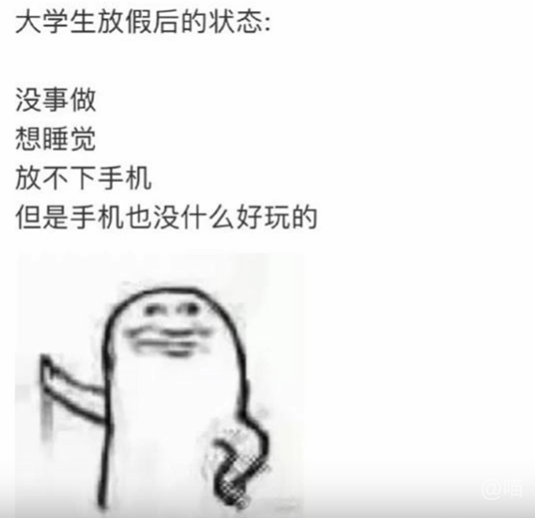 大学生放假后的状态:
没事做
想睡觉
放不下手机
但是手机也没什么好玩的
@喵